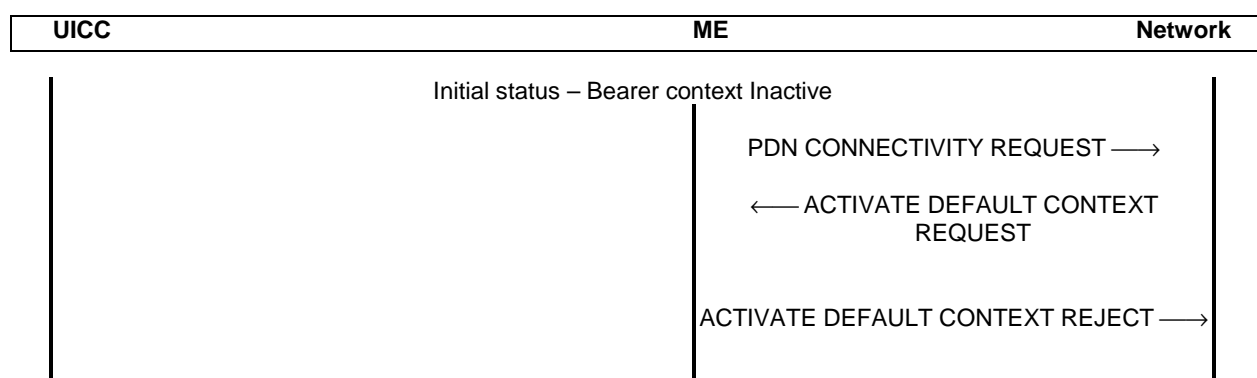 UICC ME Network
Initial status – Bearer context Inactive
PDN CONNECTIVITY REQUEST ⟶
⟵ ACTIVATE DEFAULT CONTEXT
REQUEST
ACTIVATE DEFAULT CONTEXT REJECT ⟶